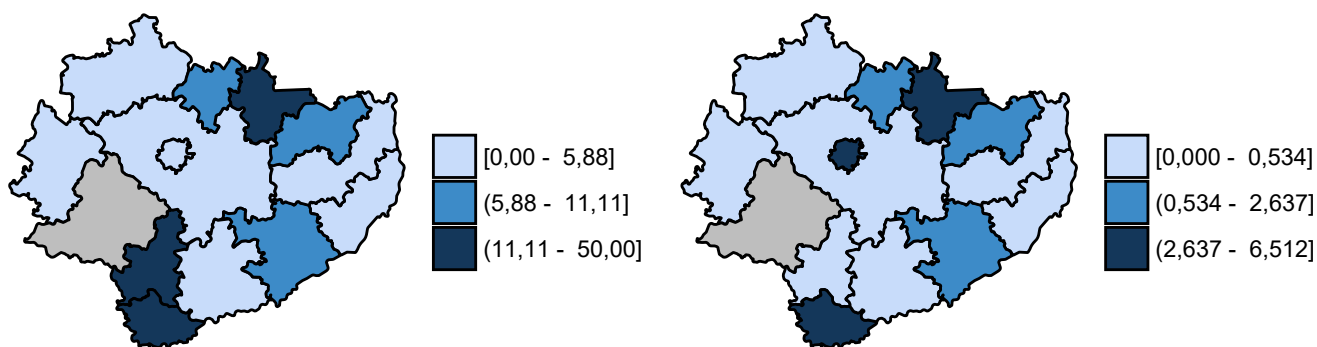 [0,00 - 5,88]
(5,88 - 11,11]
(11,11 - 50,00]
[0,000 - 0,534]
(0,534 - 2,637]
(2,637 - 6,512]